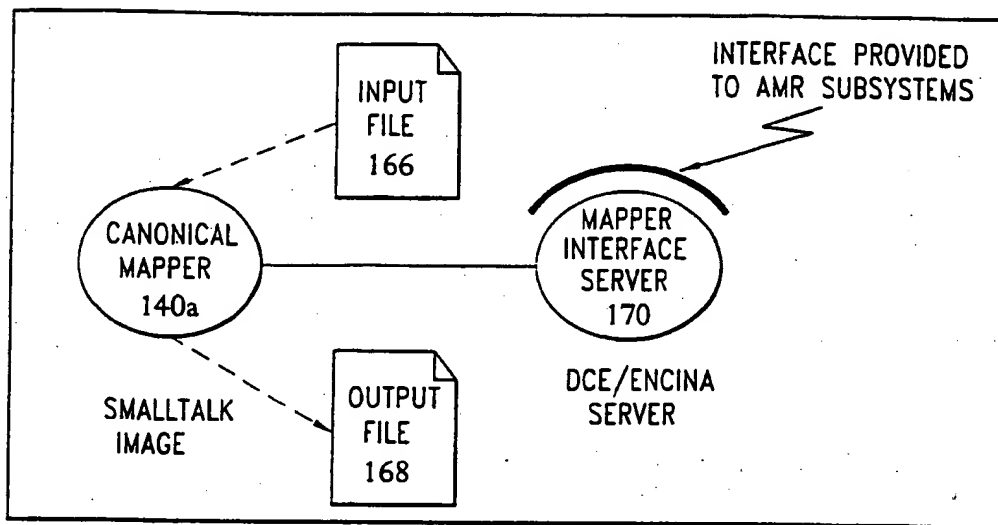 INPUT
FILE
166
INTERFACE PROVIDED
TO AMR SUBSYSTEMS
CANONICAL
MAPPER
140a
MAPPER
INTERFACE
SERVER
170
SMALLTALK
IMAGE
OUTPUT
FILE
168
DCE/ENCINA
SERVER